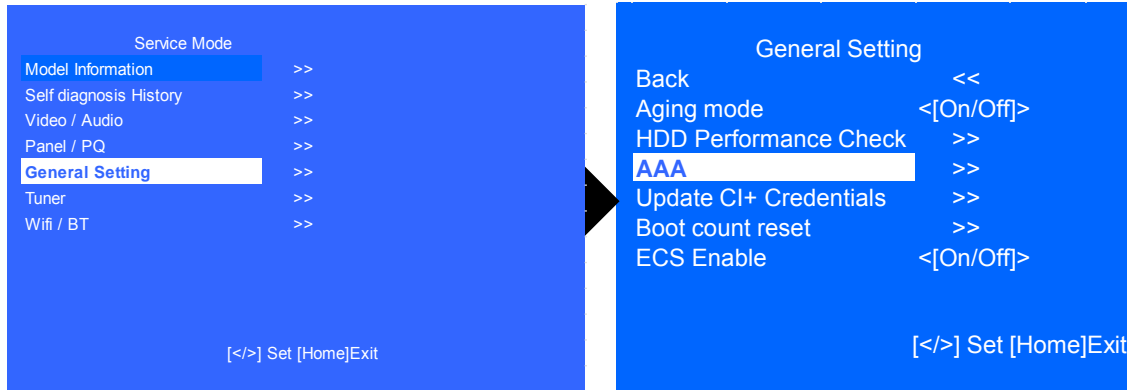 Service Mode
Model Information >>
Self diagnosis History >>
Video / Audio >>
Panel / PQ >>
General Setting >>
Tuner >>
Wifi / BT >>
[</>] Set [Home]Exit
General Setting
Back <<
Aging mode <[On/Off]>
HDD Performance Check >>
AAA >>
Update CI+ Credentials >>
Boot count reset >>
ECS Enable <[On/Off]>
[</>] Set [Home]Exit